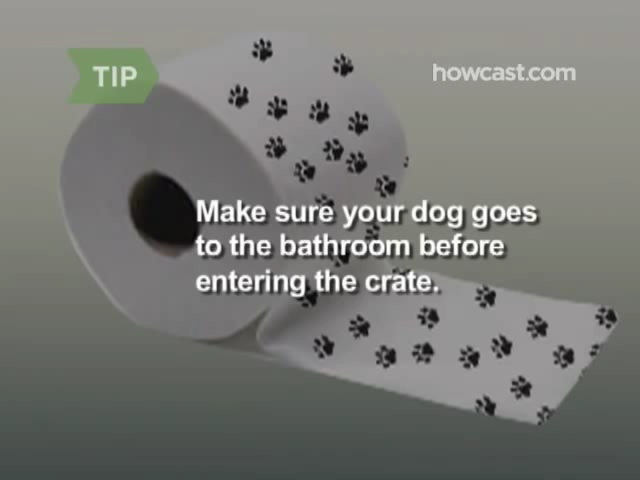 TIP
howcast.com
Make sure your dog goes
to the bathroom before
entering the crate.